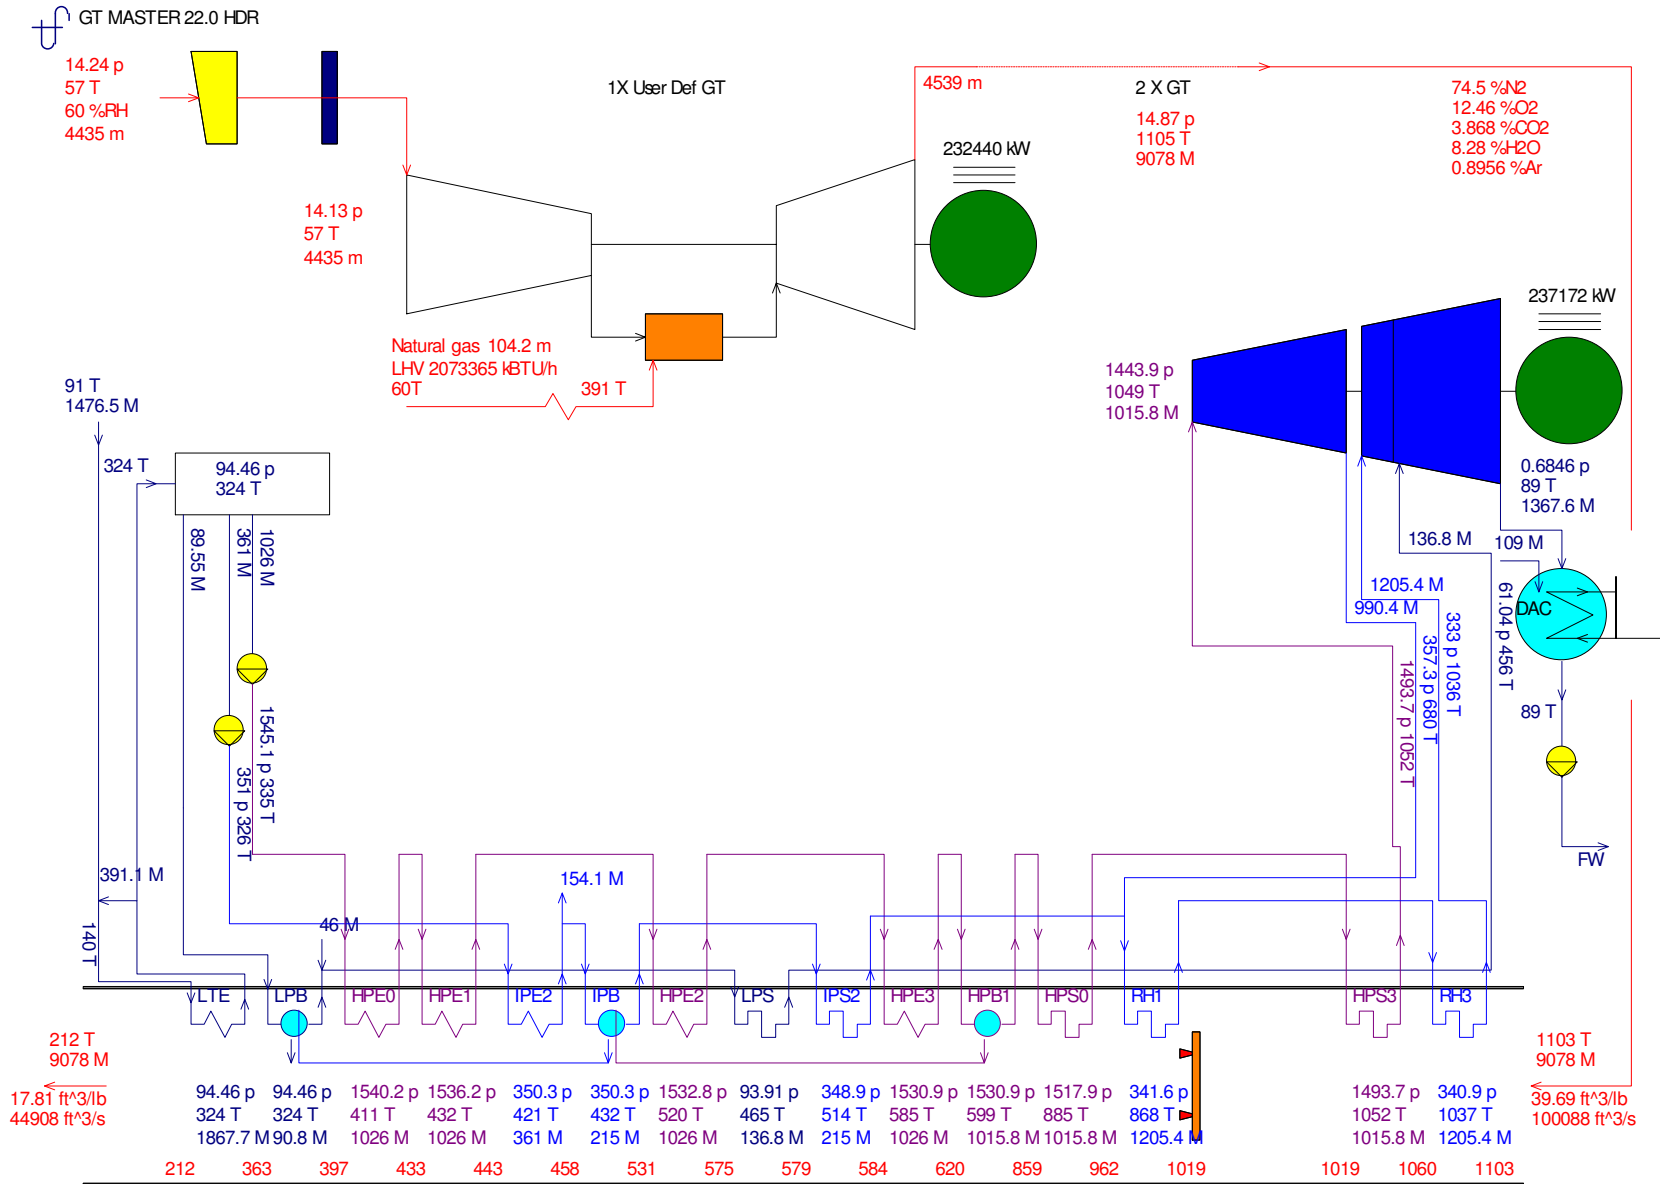 GT MASTER 22.0 HDR
14.24 p
57 T
60 %RH
4435 m
1X User Def GT
4539 m
2 X GT
14.87 p
1105 T
9078 M
74.5 %N2
12.46 %O2
3.868 %CO2
8.28 %H2O
0.8956 %Ar
232440 kW
14.13 p
57 T
4435 m
Natural gas 104.2 m
LHV 2073365 kBTU/h
60T
391 T
237172 kW
1443.9 p
1049 T
1015.8 M
91 T
1476.5 M
324 T
94.46 p
324 T
89.55 M
361 M
1026 M
0.6846 p
89 T
1367.6 M
136.8 M
109 M
1205.4 M
990.4 M
DAC
61.04 p 456 T
333 p 1036 T
357.3 p 680 T
1493.7 p 1052 T
89 T
FW
1545.1 p 335 T
351 p 326 T
391.1 M
140 T
46 M
154.1 M
LTE
LPB
HPE0
HPE1
IPE2
IPB
HPE2
LPS
IPS2
HPE3
HPB1
HPS0
RH1
HPS3
RH3
212 T
9078 M
17.81 ft^3/lb
44908 ft^3/s
1103 T
9078 M
39.69 ft^3/lb
100088 ft^3/s
94.46 p 94.46 p 1540.2 p 1536.2 p 350.3 p 350.3 p 1532.8 p 93.91 p 348.9 p 1530.9 p 1530.9 p 1517.9 p 341.6 p 1493.7 p 340.9 p
324 T 324 T 411 T 432 T 421 T 432 T 520 T 465 T 514 T 585 T 599 T 885 T 868 T 1052 T 1037 T
1867.7 M 90.8 M 1026 M 1026 M 361 M 215 M 1026 M 136.8 M 215 M 1026 M 1015.8 M 1015.8 M 1205.4 M 1015.8 M 1205.4 M
212 363 397 433 443 458 531 575 579 584 620 859 962 1019 1019 1060 1103